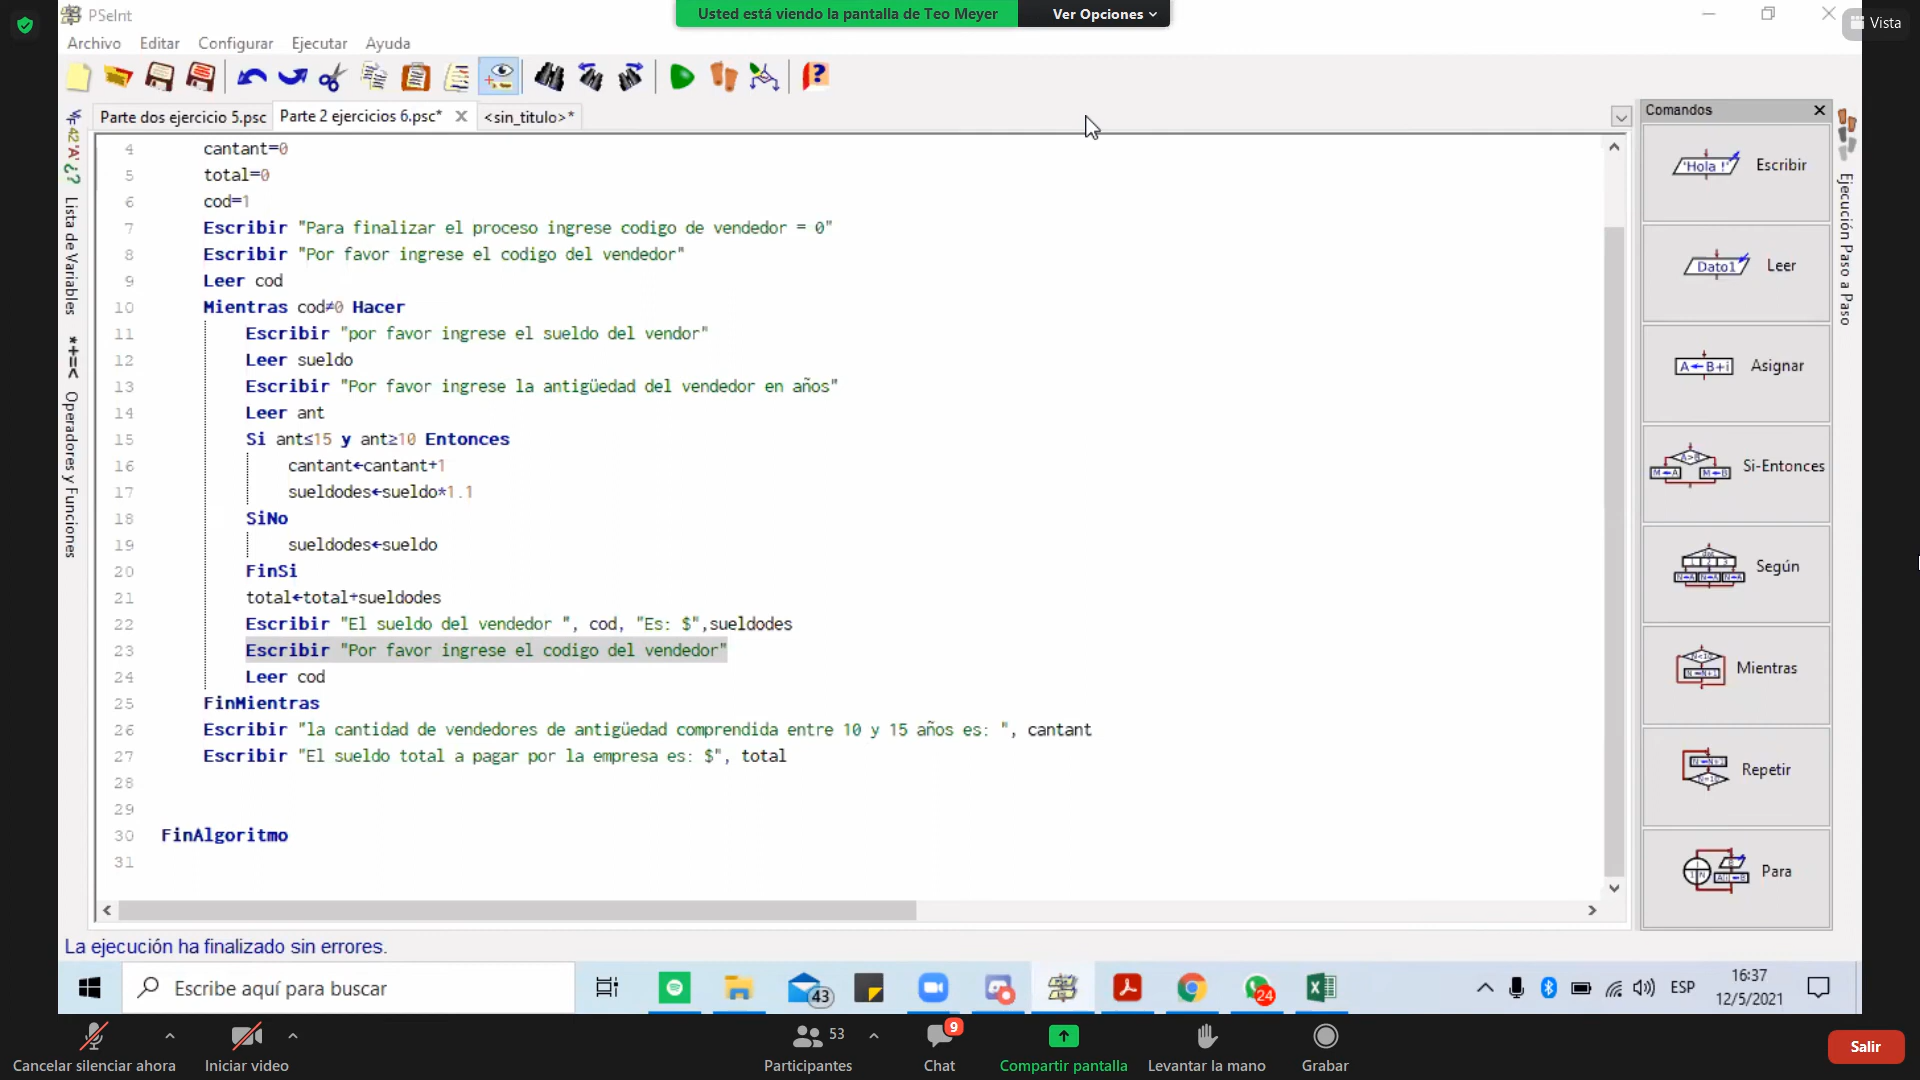 PSeInt
Usted está viendo la pantalla de Teo Meyer
Ver Opciones
Vista
Archivo Editar Configurar Ejecutar Ayuda
Parte dos ejercicio 5.psc Parte 2 ejercicios 6.psc* <sin_titulo>*
Lista de Variables
Operadores y Funciones
4 cantant=0
5 total=0
6 cod=1
7 Escribir "Para finalizar el proceso ingrese codigo de vendedor = 0"
8 Escribir "Por favor ingrese el codigo del vendedor"
9 Leer cod
10 Mientras cod≠0 Hacer
11 Escribir "por favor ingrese el sueldo del vendor"
12 Leer sueldo
13 Escribir "Por favor ingrese la antigüedad del vendedor en años"
14 Leer ant
15 Si ant≤15 y ant≥10 Entonces
16 cantant←cantant+1
17 sueldodes←sueldo*1.1
18 SiNo
19 sueldodes←sueldo
20 FinSi
21 total←total+sueldodes
22 Escribir "El sueldo del vendedor ", cod, "Es: $",sueldodes
23 Escribir "Por favor ingrese el codigo del vendedor"
24 Leer cod
25 FinMientras
26 Escribir "la cantidad de vendedores de antigüedad comprendida entre 10 y 15 años es: ", cantant
27 Escribir "El sueldo total a pagar por la empresa es: $", total
28
29
30 FinAlgoritmo
31
Comandos
'Hola !' Escribir
Dato1 Leer
A←B+i Asignar
Si-Entonces
Según
Mientras
Repetir
Para
Ejecución Paso a Paso
La ejecución ha finalizado sin errores.
Escribe aquí para buscar
43
24
ESP
16:37
12/5/2021
Cancelar silenciar ahora
Iniciar video
Participantes 53
Chat 9
Compartir pantalla
Levantar la mano
Grabar
Salir